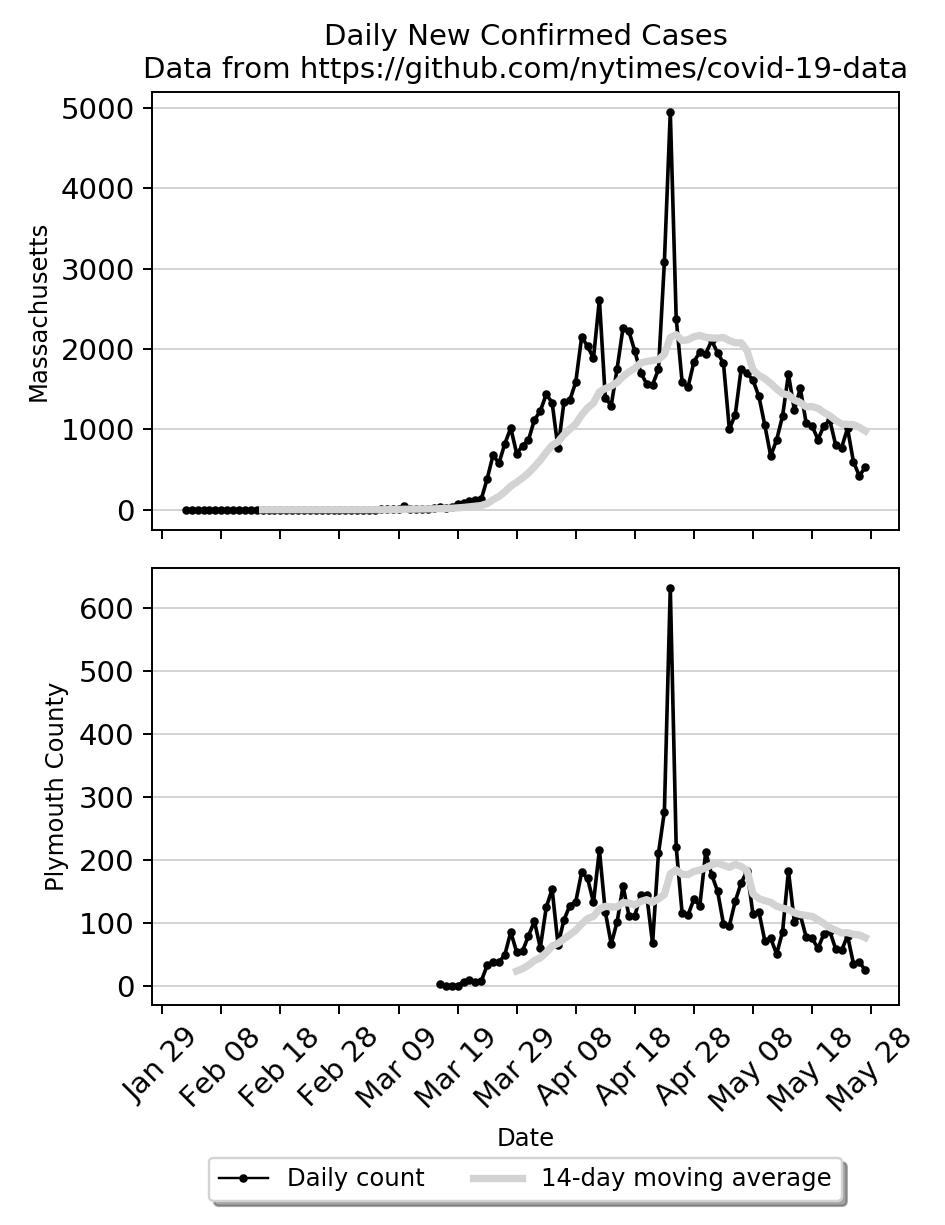 Daily New Confirmed Cases
Data from https://github.com/nytimes/covid-19-data
5000
4000
3000
2000
1000
0
Massachusetts
600
500
400
300
200
100
0
Plymouth County
Jan 29
Feb 08
Feb 18
Feb 28
Mar 09
Mar 19
Mar 29
Apr 08
Apr 18
Apr 28
May 08
May 18
May 28
Date
Daily count
14-day moving average